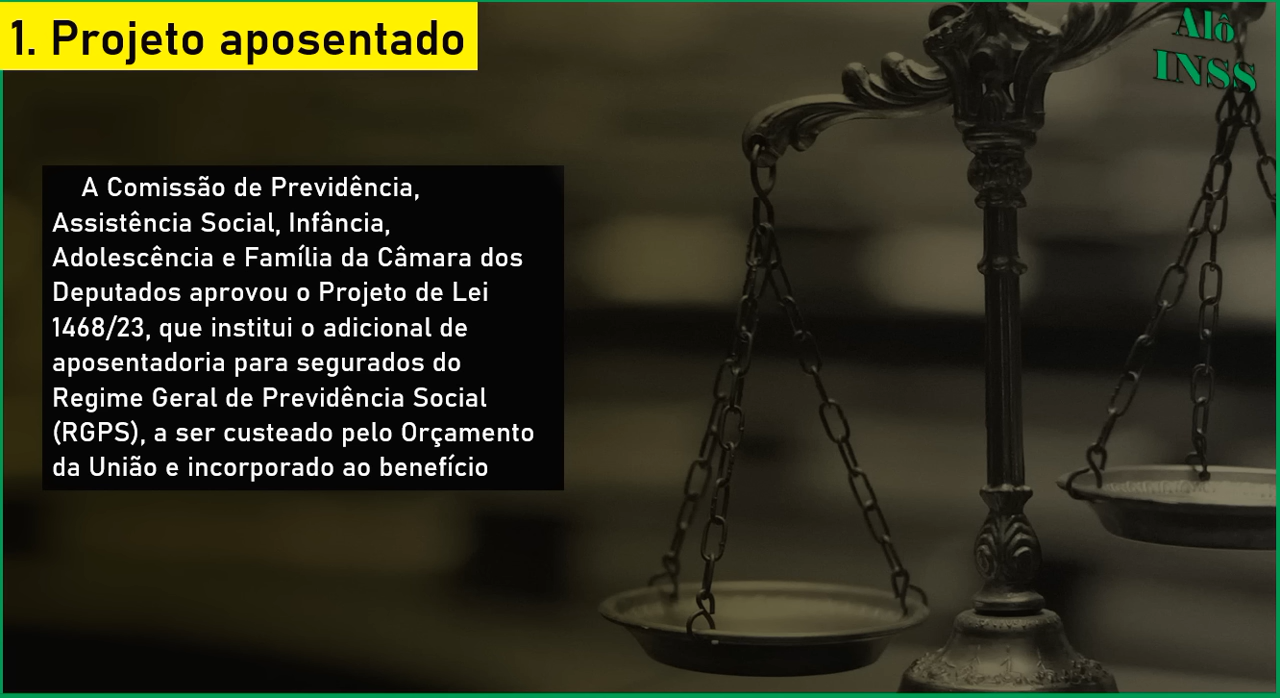 1. Projeto aposentado
Alô
INSS
A Comissão de Previdência,
Assistência Social, Infância,
Adolescência e Família da Câmara dos
Deputados aprovou o Projeto de Lei
1468/23, que institui o adicional de
aposentadoria para segurados do
Regime Geral de Previdência Social
(RGPS), a ser custeado pelo Orçamento
da União e incorporado ao benefício